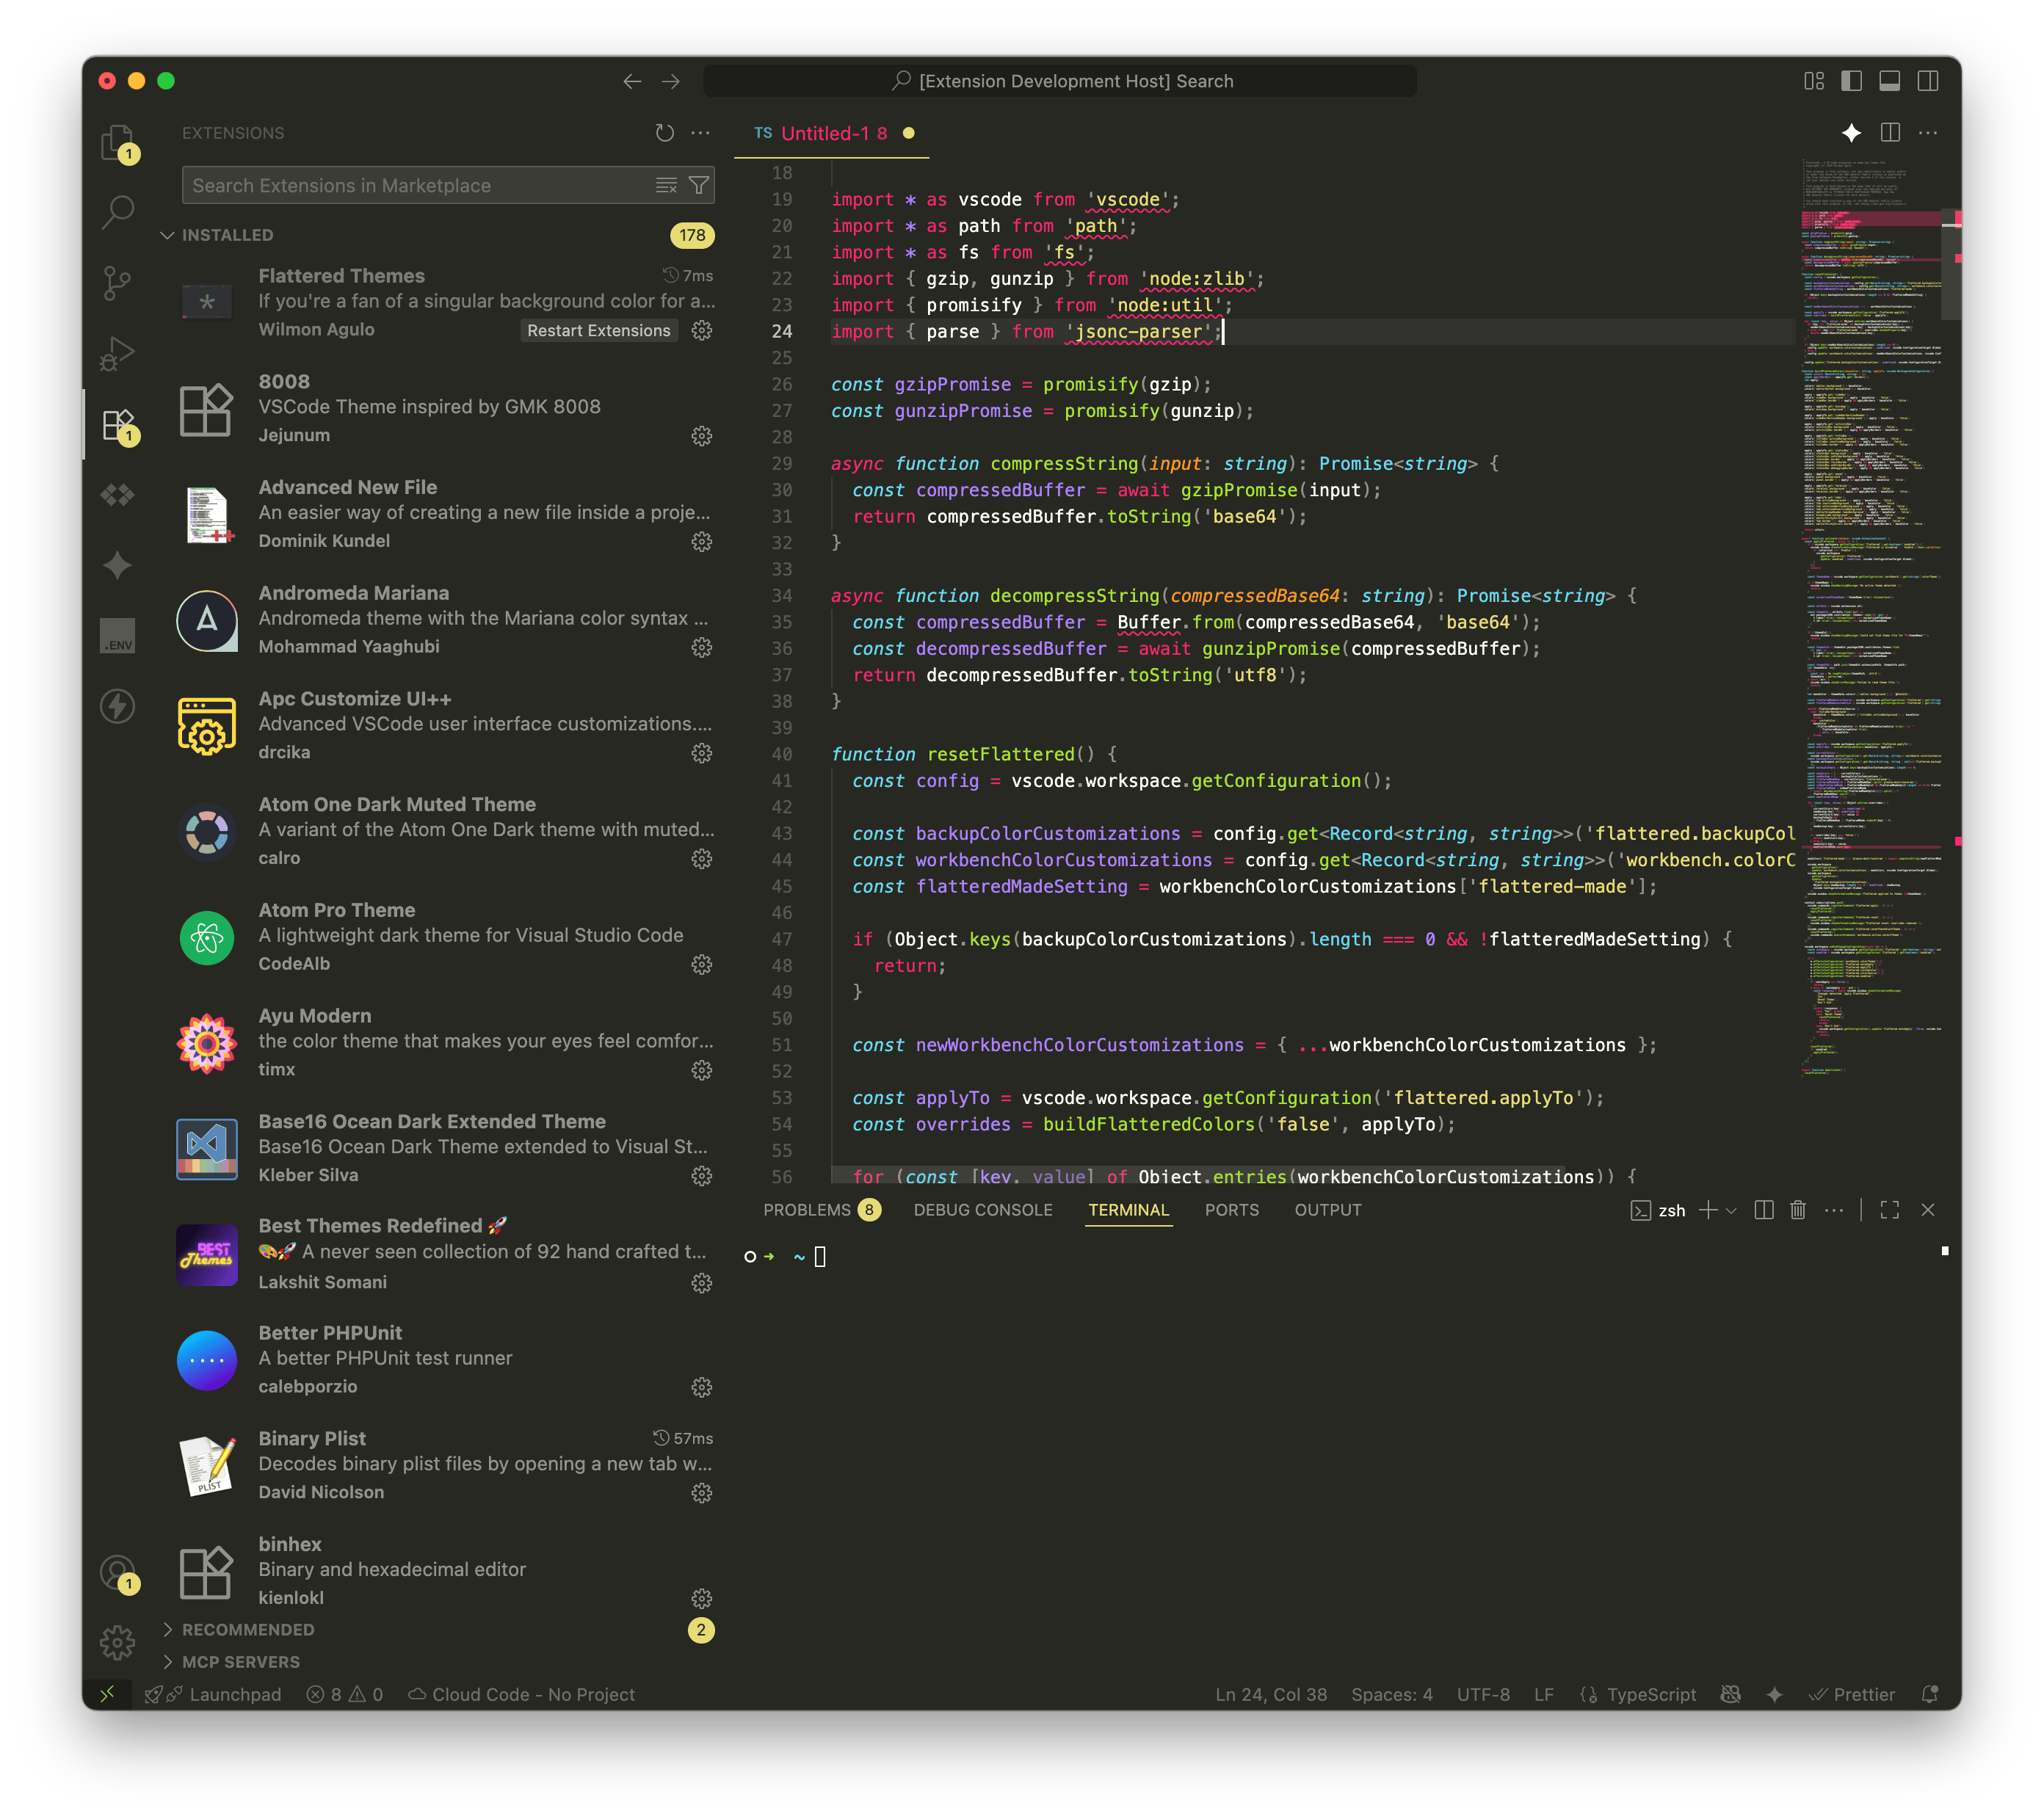 [Extension Development Host] Search
EXTENSIONS
Search Extensions in Marketplace
INSTALLED
178
Flattered Themes
7ms
If you're a fan of a singular background color for a...
Wilmon Agulo
Restart Extensions
8008
VSCode Theme inspired by GMK 8008
Jejunum
Advanced New File
An easier way of creating a new file inside a proje...
Dominik Kundel
Andromeda Mariana
Andromeda theme with the Mariana color syntax ...
Mohammad Yaaghubi
Apc Customize UI++
Advanced VSCode user interface customizations....
drcika
Atom One Dark Muted Theme
A variant of the Atom One Dark theme with muted...
calro
Atom Pro Theme
A lightweight dark theme for Visual Studio Code
CodeAlb
Ayu Modern
the color theme that makes your eyes feel comfor...
timx
Base16 Ocean Dark Extended Theme
Base16 Ocean Dark Theme extended to Visual St...
Kleber Silva
Best Themes Redefined 🚀
🎨🚀 A never seen collection of 92 hand crafted t...
Lakshit Somani
BEST
Themes
Better PHPUnit
A better PHPUnit test runner
calebporzio
Binary Plist
57ms
Decodes binary plist files by opening a new tab w...
David Nicolson
PLIST
binhex
Binary and hexadecimal editor
kienlokl
RECOMMENDED
2
MCP SERVERS
1
1
.ENV
1
TS Untitled-1 8
18
19 import * as vscode from 'vscode';
20 import * as path from 'path';
21 import * as fs from 'fs';
22 import { gzip, gunzip } from 'node:zlib';
23 import { promisify } from 'node:util';
24 import { parse } from 'jsonc-parser';
25
26 const gzipPromise = promisify(gzip);
27 const gunzipPromise = promisify(gunzip);
28
29 async function compressString(input: string): Promise<string> {
30 const compressedBuffer = await gzipPromise(input);
31 return compressedBuffer.toString('base64');
32 }
33
34 async function decompressString(compressedBase64: string): Promise<string> {
35 const compressedBuffer = Buffer.from(compressedBase64, 'base64');
36 const decompressedBuffer = await gunzipPromise(compressedBuffer);
37 return decompressedBuffer.toString('utf8');
38 }
39
40 function resetFlattered() {
41 const config = vscode.workspace.getConfiguration();
42
43 const backupColorCustomizations = config.get<Record<string, string>>('flattered.backupCol
44 const workbenchColorCustomizations = config.get<Record<string, string>>('workbench.colorC
45 const flatteredMadeSetting = workbenchColorCustomizations['flattered-made'];
46
47 if (Object.keys(backupColorCustomizations).length === 0 && !flatteredMadeSetting) {
48 return;
49 }
50
51 const newWorkbenchColorCustomizations = { ...workbenchColorCustomizations };
52
53 const applyTo = vscode.workspace.getConfiguration('flattered.applyTo');
54 const overrides = buildFlatteredColors('false', applyTo);
55
56 for (const [key, value] of Object.entries(workbenchColorCustomizations)) {
PROBLEMS 8 DEBUG CONSOLE TERMINAL PORTS OUTPUT
zsh
➜ ~
Launchpad 8 0 Cloud Code - No Project Ln 24, Col 38 Spaces: 4 UTF-8 LF TypeScript Prettier